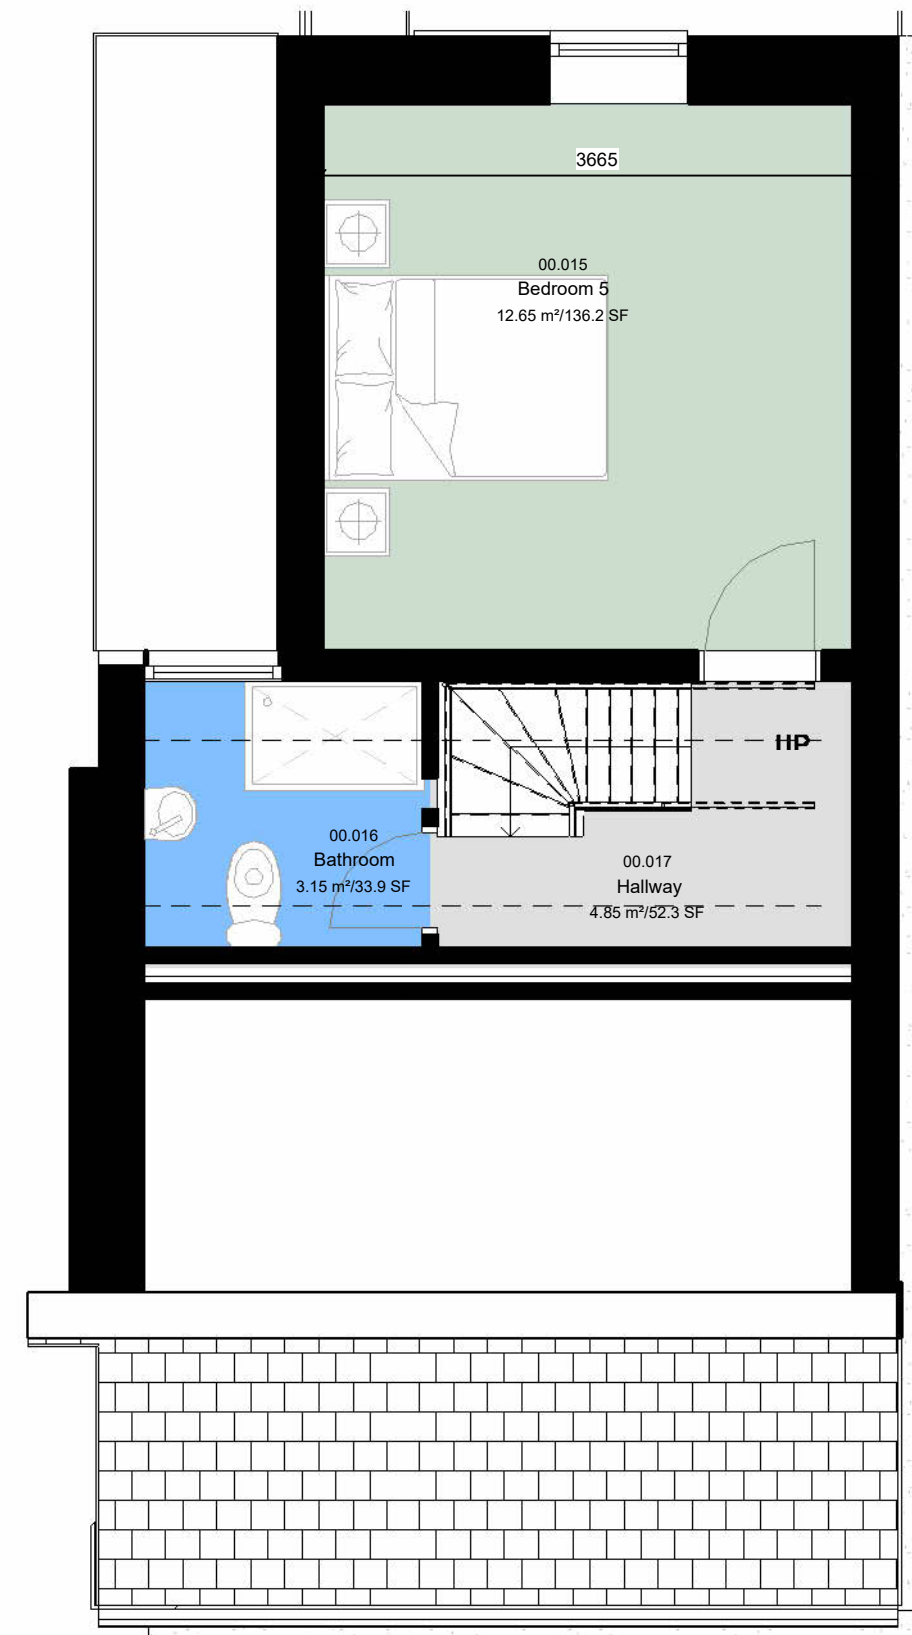 3665
00.015
Bedroom 5
12.65 m²/136.2 SF
UP
00.016
Bathroom
3.15 m²/33.9 SF
00.017
Hallway
4.85 m²/52.3 SF